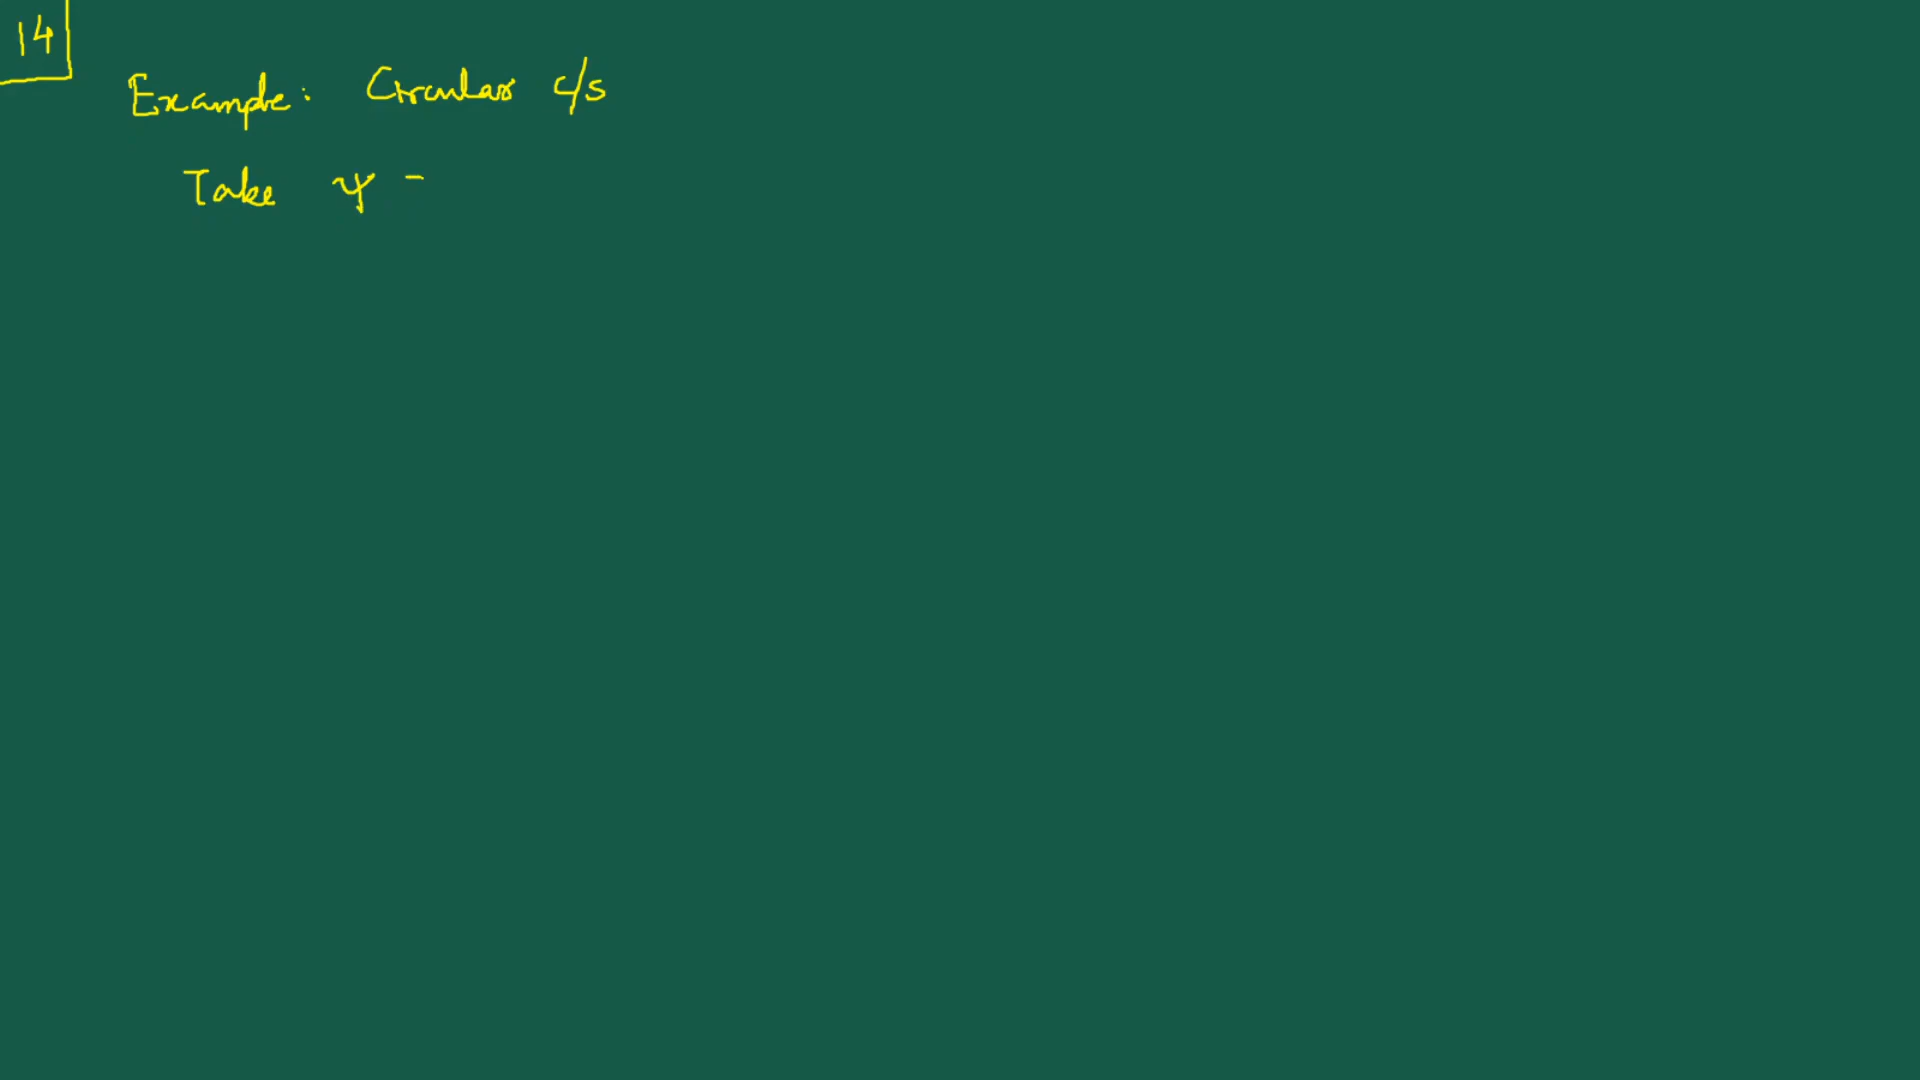 14
Example: Circular c/s
Take ψ -